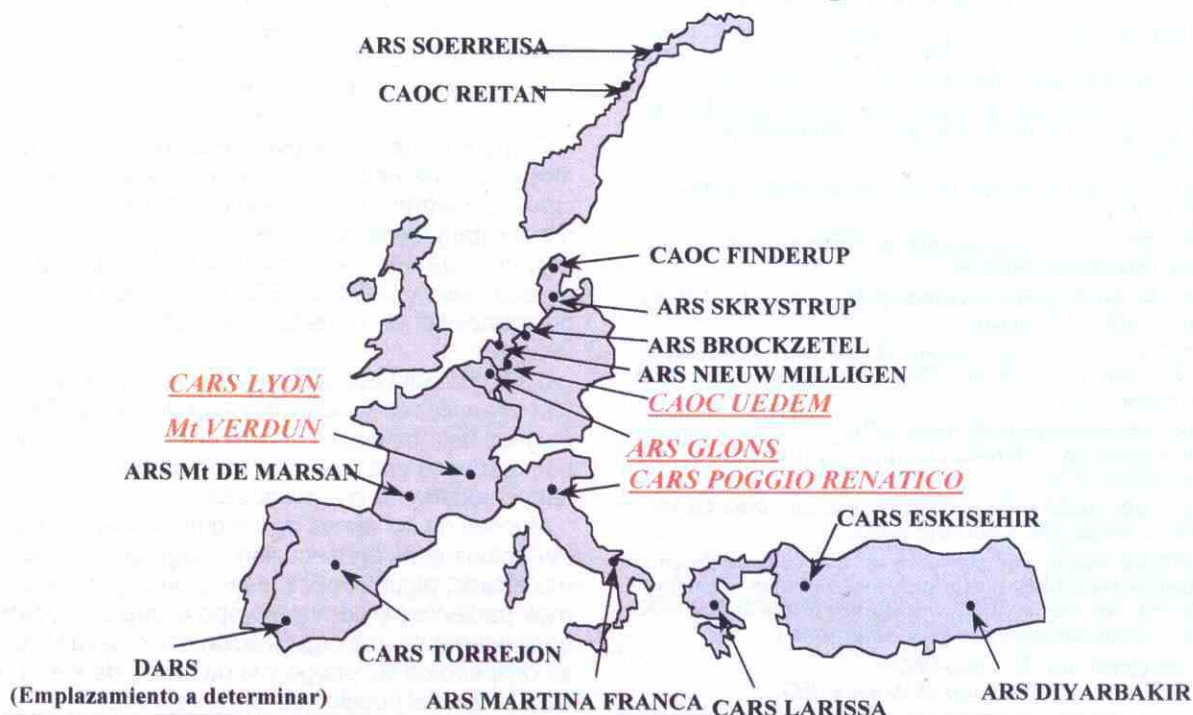 ARS SOERREISA
CAOC REITAN
CAOC FINDERUP
ARS SKRYSTRUP
ARS BROCKZETEL
ARS NIEUW MILLIGEN
CARS LYON
CAOC UEDEM
Mt VERDUN
ARS GLONS
ARS Mt DE MARSAN
CARS POGGIO RENATICO
CARS ESKISEHIR
DARS
(Emplazamiento a determinar)
CARS TORREJON
ARS MARTINA FRANCA
CARS LARISSA
ARS DIYARBAKIR